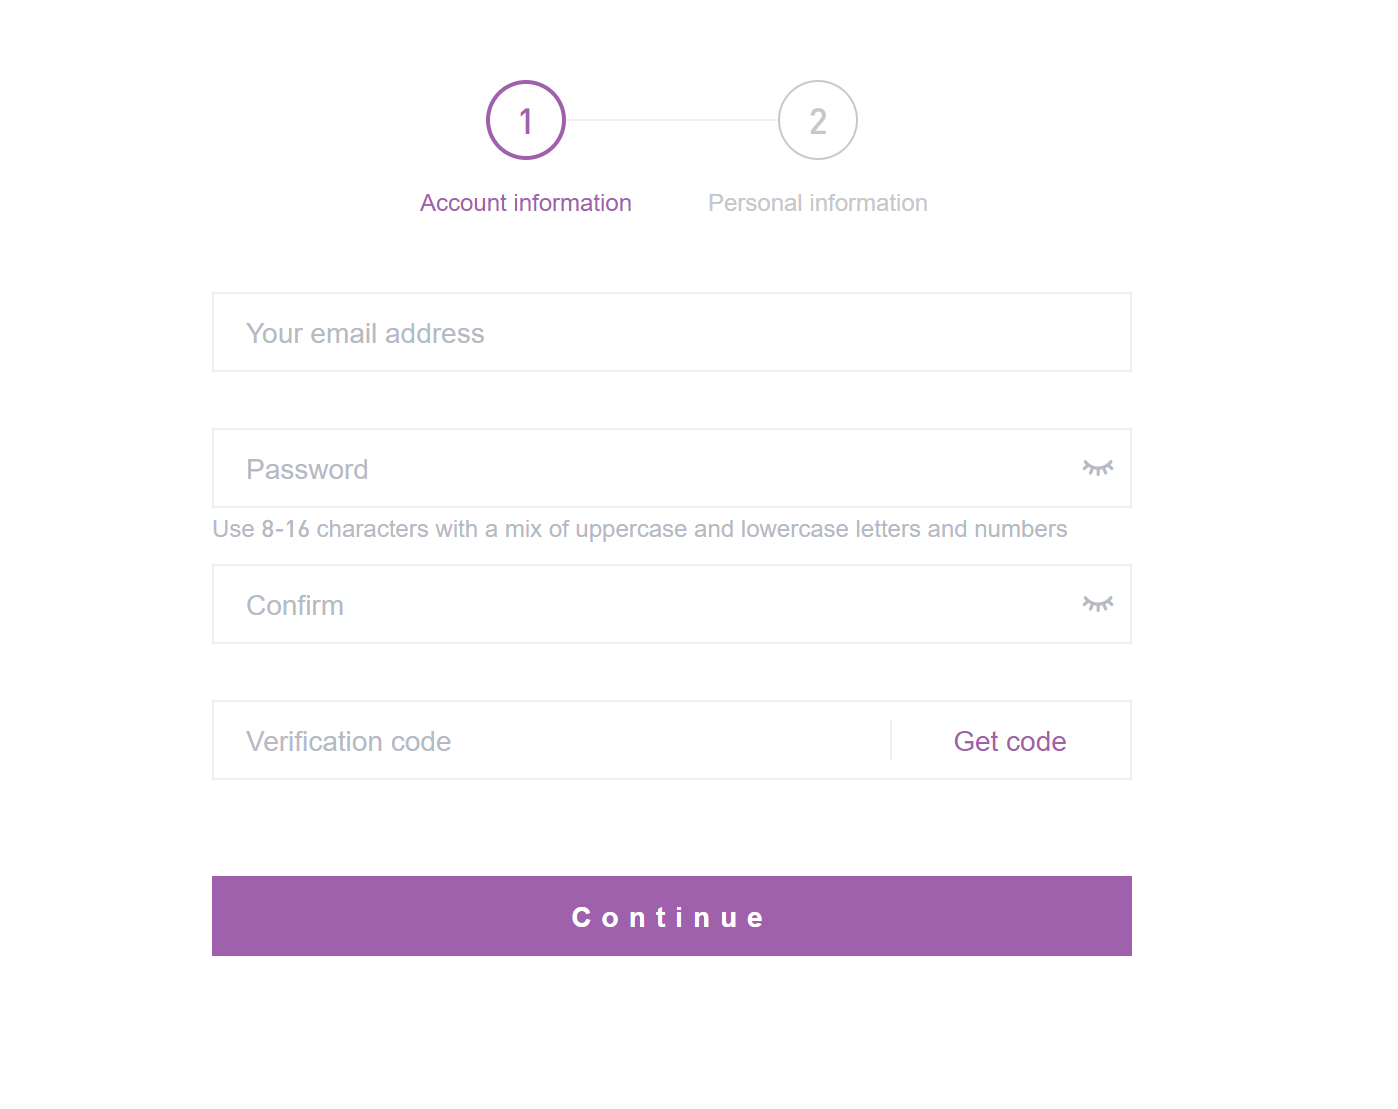 1
2
Account information
Personal information
Your email address
Password
Use 8-16 characters with a mix of uppercase and lowercase letters and numbers
Confirm
Verification code
Get code
Continue